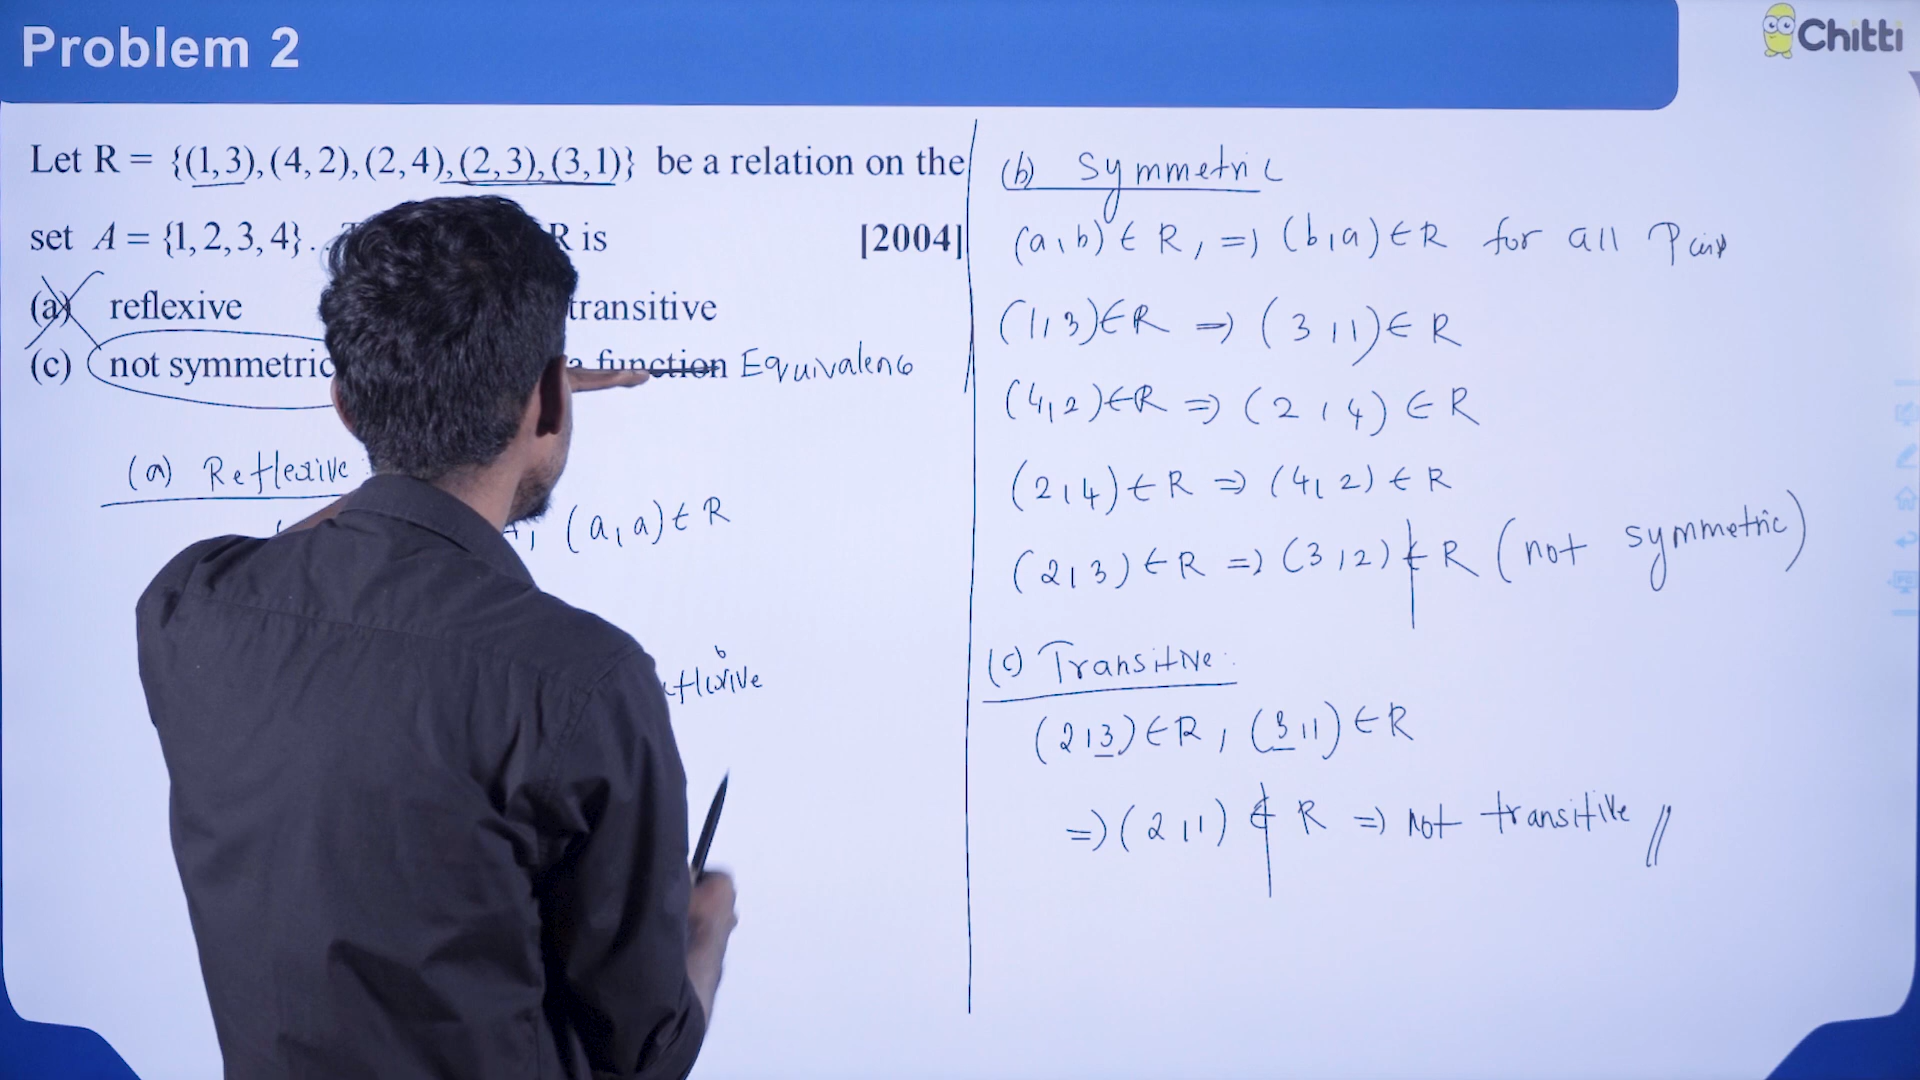 Problem 2
Chitti
Let R = {(1,3),(4,2),(2,4),(2,3),(3,1)} be a relation on the
set A = {1,2,3,4}. R is [2004]
(a) reflexive transitive
(c) not symmetric function Equivalence
(a) Reflexive
(a,a) ∈ R
(b) Symmetric
(a,b) ∈ R, => (b,a) ∈ R for all Pairs
(1,3) ∈ R => (3,1) ∈ R
(4,2) ∈ R => (2,4) ∈ R
(2,4) ∈ R => (4,2) ∈ R
(2,3) ∈ R => (3,2) ∉ R (not symmetric)
(c) Transitive:
(2,3) ∈ R, (3,1) ∈ R
=> (2,1) ∉ R => not transitive //